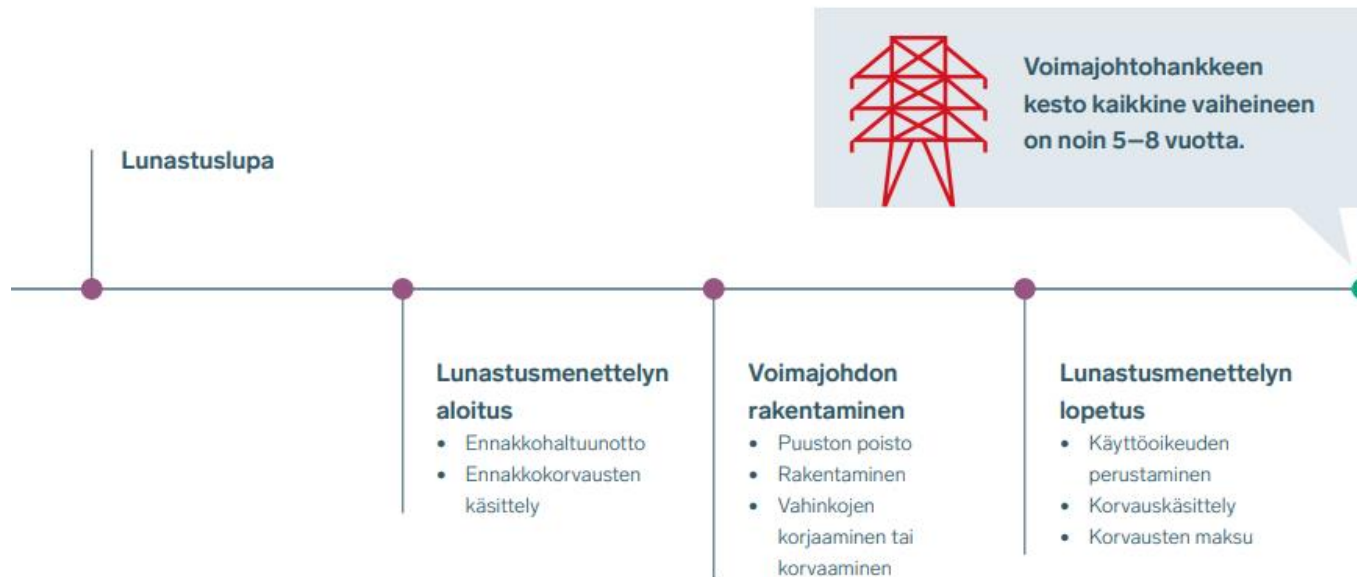 Voimajohtohankkeen
kesto kaikkine vaiheineen
on noin 5–8 vuotta.
Lunastuslupa
Lunastusmenettelyn
aloitus
• Ennakkohaltuunotto
• Ennakkokorvausten
käsittely
Voimajohdon
rakentaminen
• Puuston poisto
• Rakentaminen
• Vahinkojen
korjaaminen tai
korvaaminen
Lunastusmenettelyn
lopetus
• Käyttöoikeuden
perustaminen
• Korvauskäsittely
• Korvausten maksu